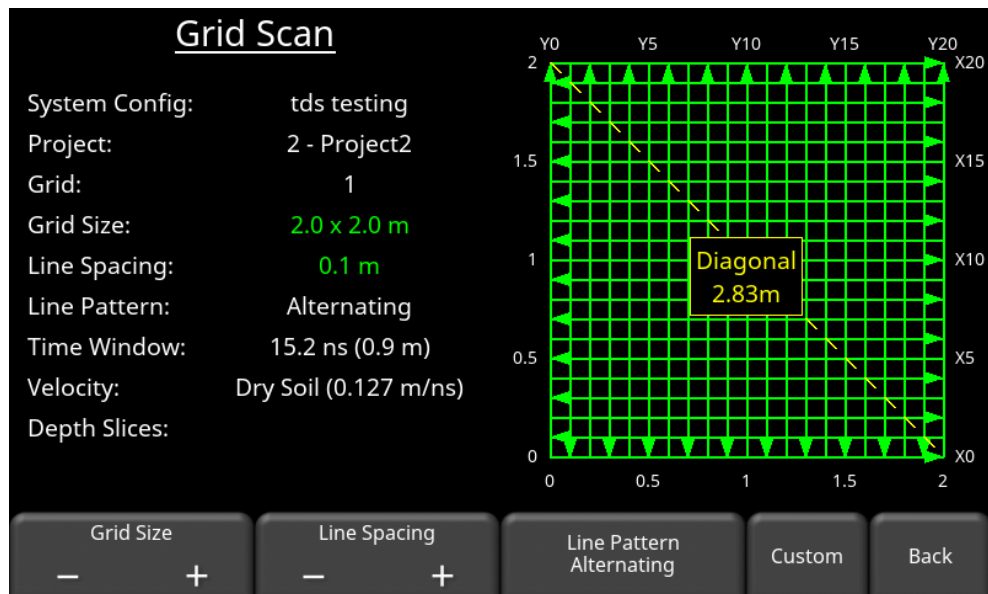 Grid Scan
System Config: tds testing
Project: 2 - Project2
Grid: 1
Grid Size: 2.0 x 2.0 m
Line Spacing: 0.1 m
Line Pattern: Alternating
Time Window: 15.2 ns (0.9 m)
Velocity: Dry Soil (0.127 m/ns)
Depth Slices:
Y0 Y5 Y10 Y15 Y20
2 X20
1.5 X15
1 X10
Diagonal
2.83m
0.5 X5
0 X0
0 0.5 1 1.5 2
Grid Size
− +
Line Spacing
− +
Line Pattern
Alternating
Custom
Back